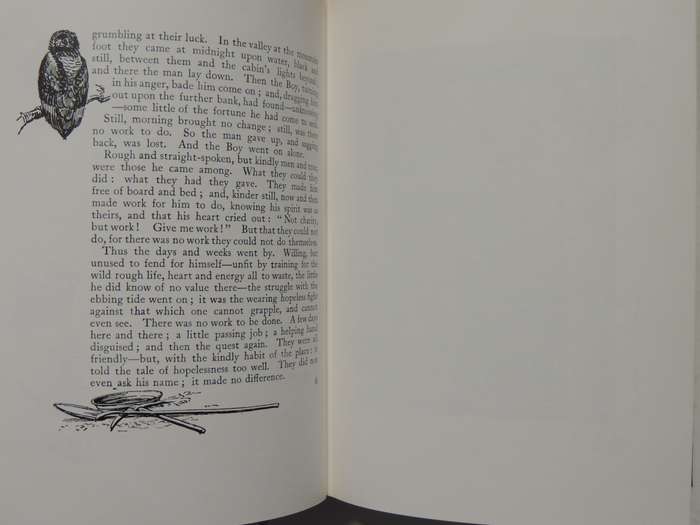 grumbling at their luck. In the valley at the mountain
foot they came at midnight upon water, black and
still, between them and the cabin's lights beyond;
and there the man lay down. Then the Boy, turning
in his anger, bade him come on; and, dragging him
out upon the further bank, had found—unknowing
—some little of the fortune he had come to seek.
Still, morning brought no change; still, was there
no work to do. So the man gave up, and sagging
back, was lost. And the Boy went on alone.
Rough and straight-spoken, but kindly men and true,
were those he came among. What they could they
did: what they had they gave. They made him
free of board and bed; and, kinder still, now and then
made work for him to do, knowing his spirit was as
theirs, and that his heart cried out: "Not charity,
but work! Give me work!" But that they could not
do, for there was no work they could not do themselves.
Thus the days and weeks went by. Willing, but
unused to fend for himself—unfit by training for the
wild rough life, heart and energy all to waste, the little
he did know of no value there—the struggle with the
ebbing tide went on; it was the wearing hopeless fight
against that which one cannot grapple, and cannot
even see. There was no work to be done. A few days
here and there; a little passing job; a helping hand
disguised; and then the quest again. They were all
friendly—but, with the kindly habit of the place: it
told the tale of hopelessness too well. They did not
even ask his name; it made no difference.